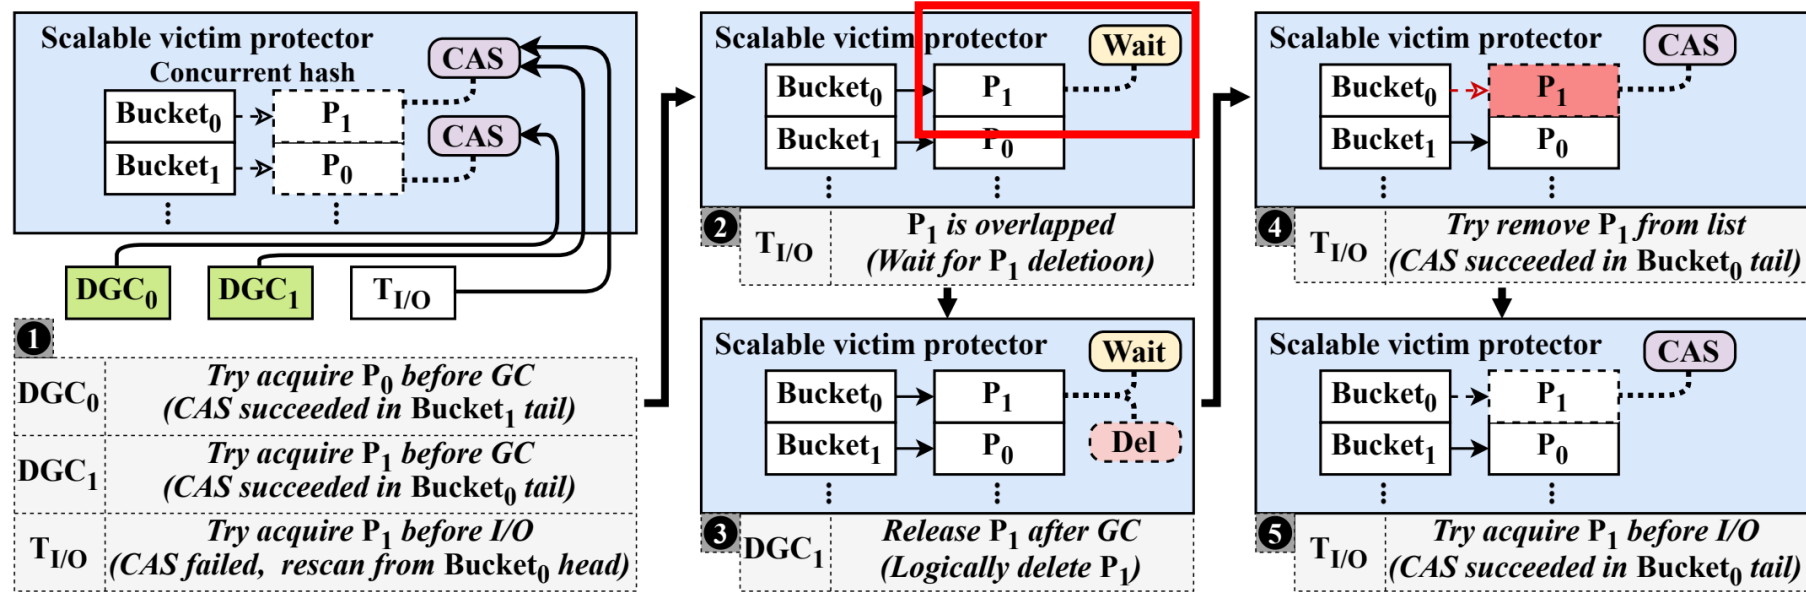 Scalable victim protector
Concurrent hash
CAS
CAS
Bucket0
P1
Bucket1
P0
DGC0
DGC1
TI/O
1
DGC0
Try acquire P0 before GC
(CAS succeeded in Bucket1 tail)
DGC1
Try acquire P1 before GC
(CAS succeeded in Bucket0 tail)
TI/O
Try acquire P1 before I/O
(CAS failed, rescan from Bucket0 head)
Scalable victim protector
Wait
Bucket0
P1
Bucket1
P0
2
TI/O
P1 is overlapped
(Wait for P1 deletioon)
Scalable victim protector
Wait
Bucket0
P1
Bucket1
P0
Del
3
DGC1
Release P1 after GC
(Logically delete P1)
Scalable victim protector
CAS
Bucket0
P1
Bucket1
P0
4
TI/O
Try remove P1 from list
(CAS succeeded in Bucket0 tail)
Scalable victim protector
CAS
Bucket0
P1
Bucket1
P0
5
TI/O
Try acquire P1 before I/O
(CAS succeeded in Bucket0 tail)